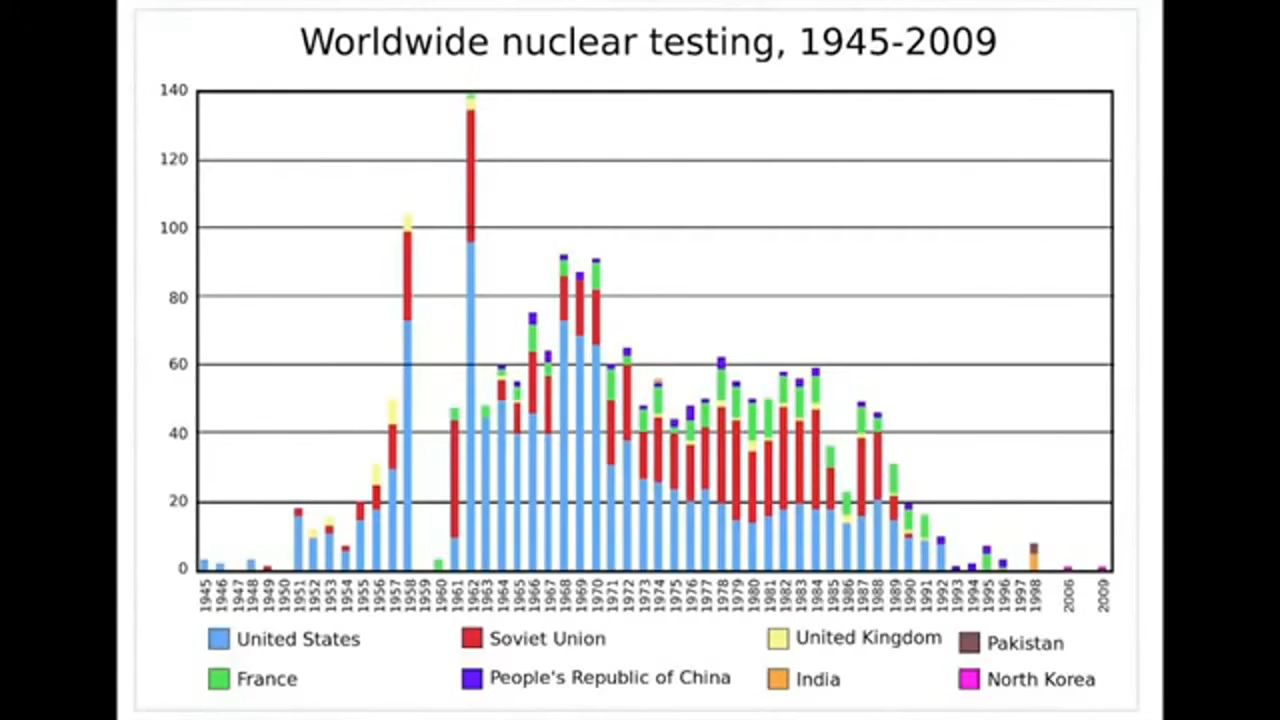 Worldwide nuclear testing, 1945-2009
140
120
100
80
60
40
20
0
1945 1946 1947 1948 1949 1950 1951 1952 1953 1954 1955 1956 1957 1958 1959 1960 1961 1962 1963 1964 1965 1966 1967 1968 1969 1970 1971 1972 1973 1974 1975 1976 1977 1978 1979 1980 1981 1982 1983 1984 1985 1986 1987 1988 1989 1990 1991 1992 1993 1994 1995 1996 1997 1998 2006 2009
United States Soviet Union United Kingdom Pakistan
France People's Republic of China India North Korea